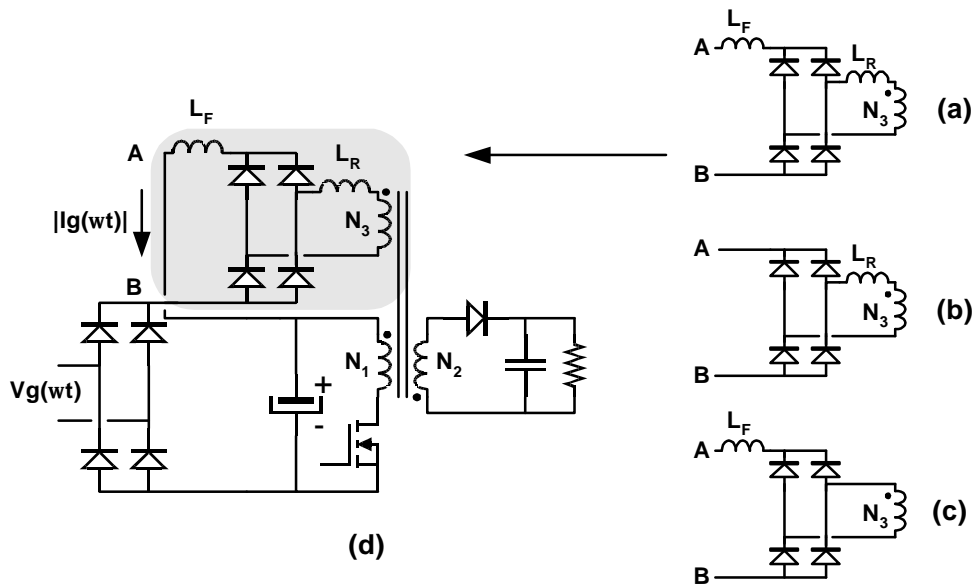 L_F
A
L_R
|Ig(wt)|
N_3
B
Vg(wt)
N_1
N_2
+
-
(d)
A
L_F
L_R
N_3
(a)
B
A
L_R
N_3
(b)
B
L_F
A
N_3
(c)
B